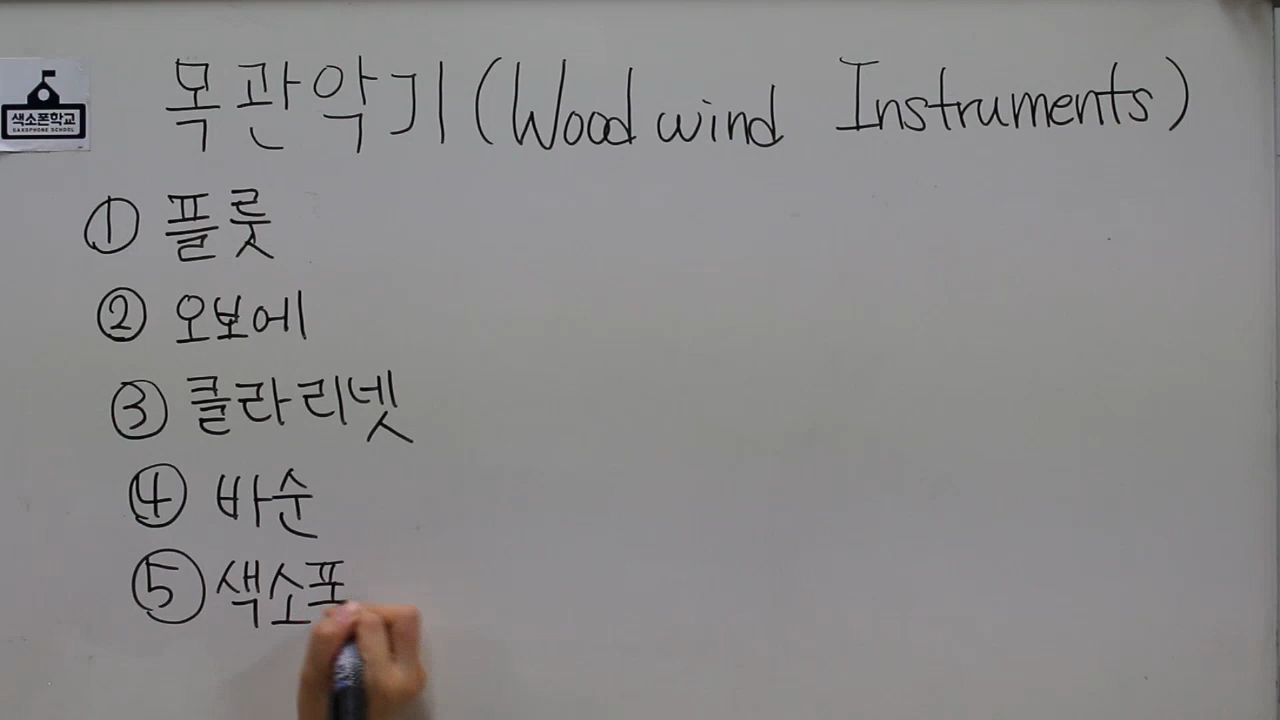 목관악기(Woodwind Instruments)
색소폰학교
SAXOPHONE SCHOOL
① 플룻
② 오보에
③ 클라리넷
④ 바순
⑤ 색소포